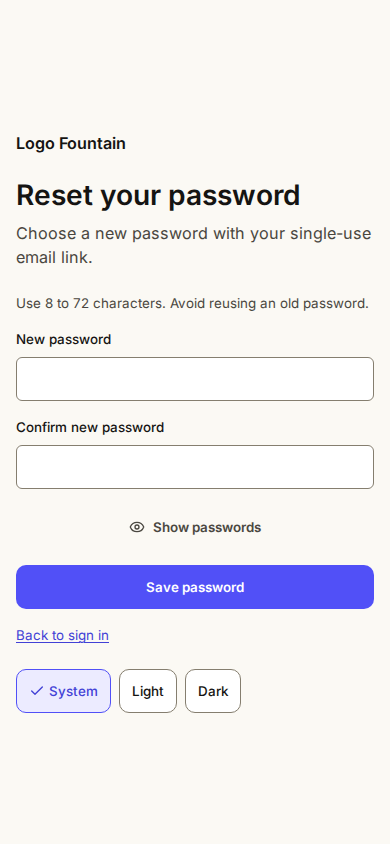 Logo Fountain
Reset your password
Choose a new password with your single-use
email link.
Use 8 to 72 characters. Avoid reusing an old password.
New password
Confirm new password
Show passwords
Save password
Back to sign in
System Light Dark